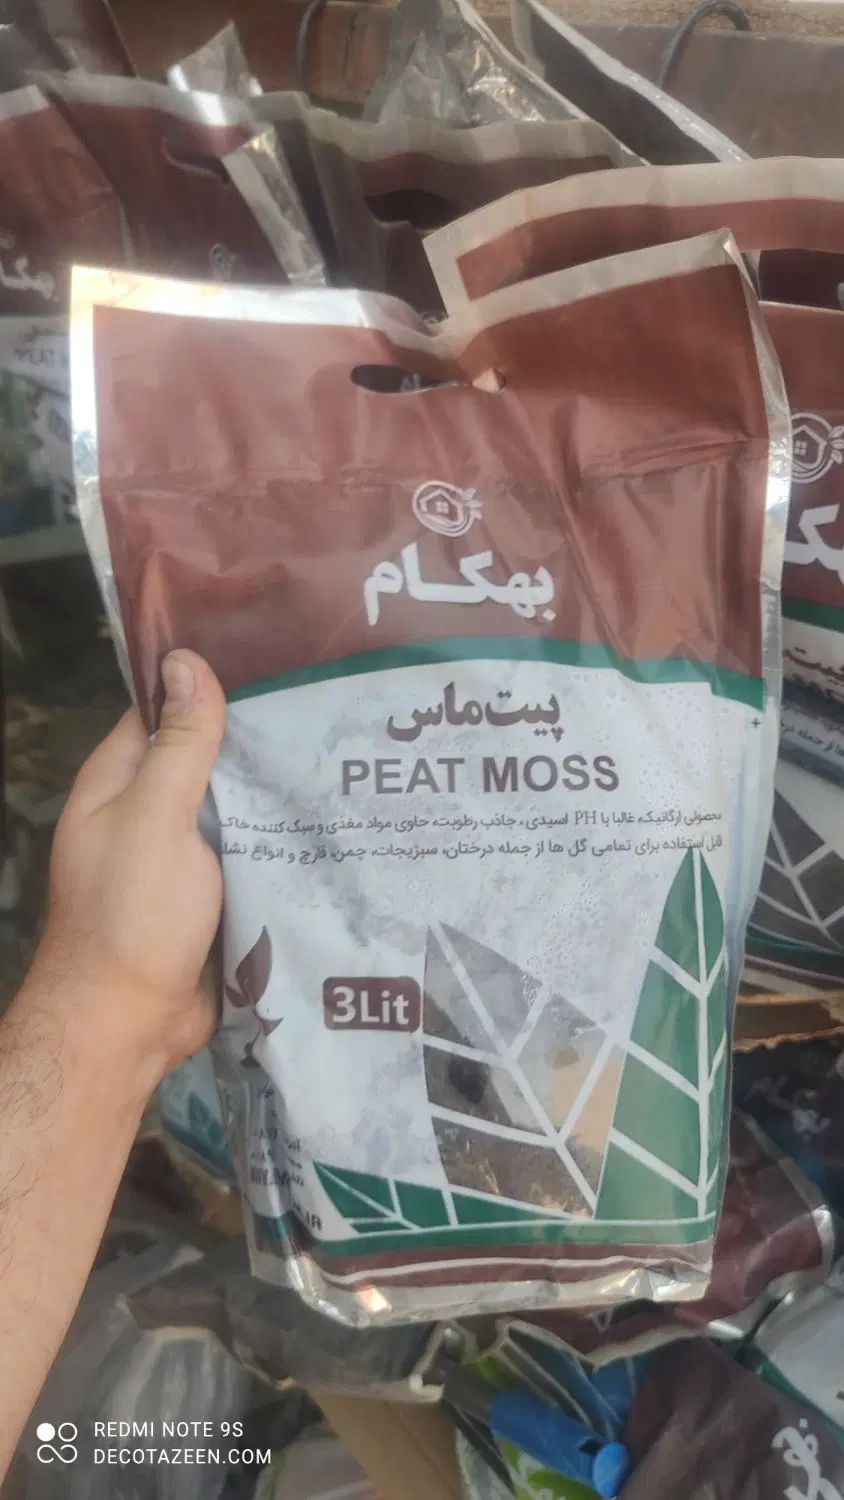 بهکام
پیت‌ماس
PEAT MOSS
محصولی ارگانیک، غالبا با PH اسیدی، جاذب رطوبت، حاوی مواد مغذی و سبک کننده خاک
قابل استفاده برای تمامی گل ها از جمله درختان، سبزیجات، چمن، قارچ و انواع نشا
3Lit
REDMI NOTE 9S
DECOTAZEEN.COM